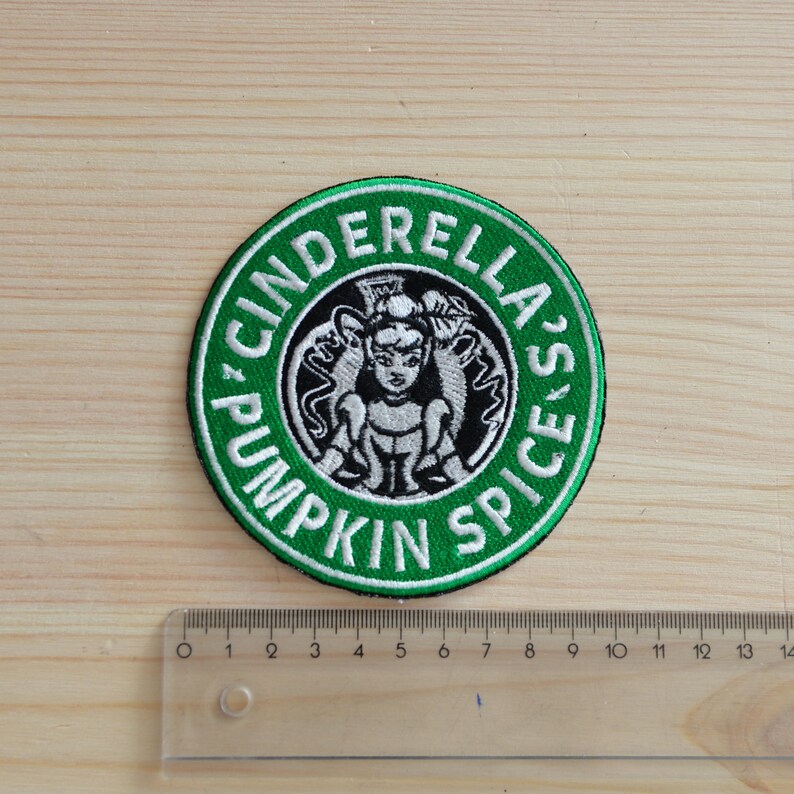 CINDERELLA'S
PUMPKIN SPICE
0 1 2 3 4 5 6 7 8 9 10 11 12 13 14